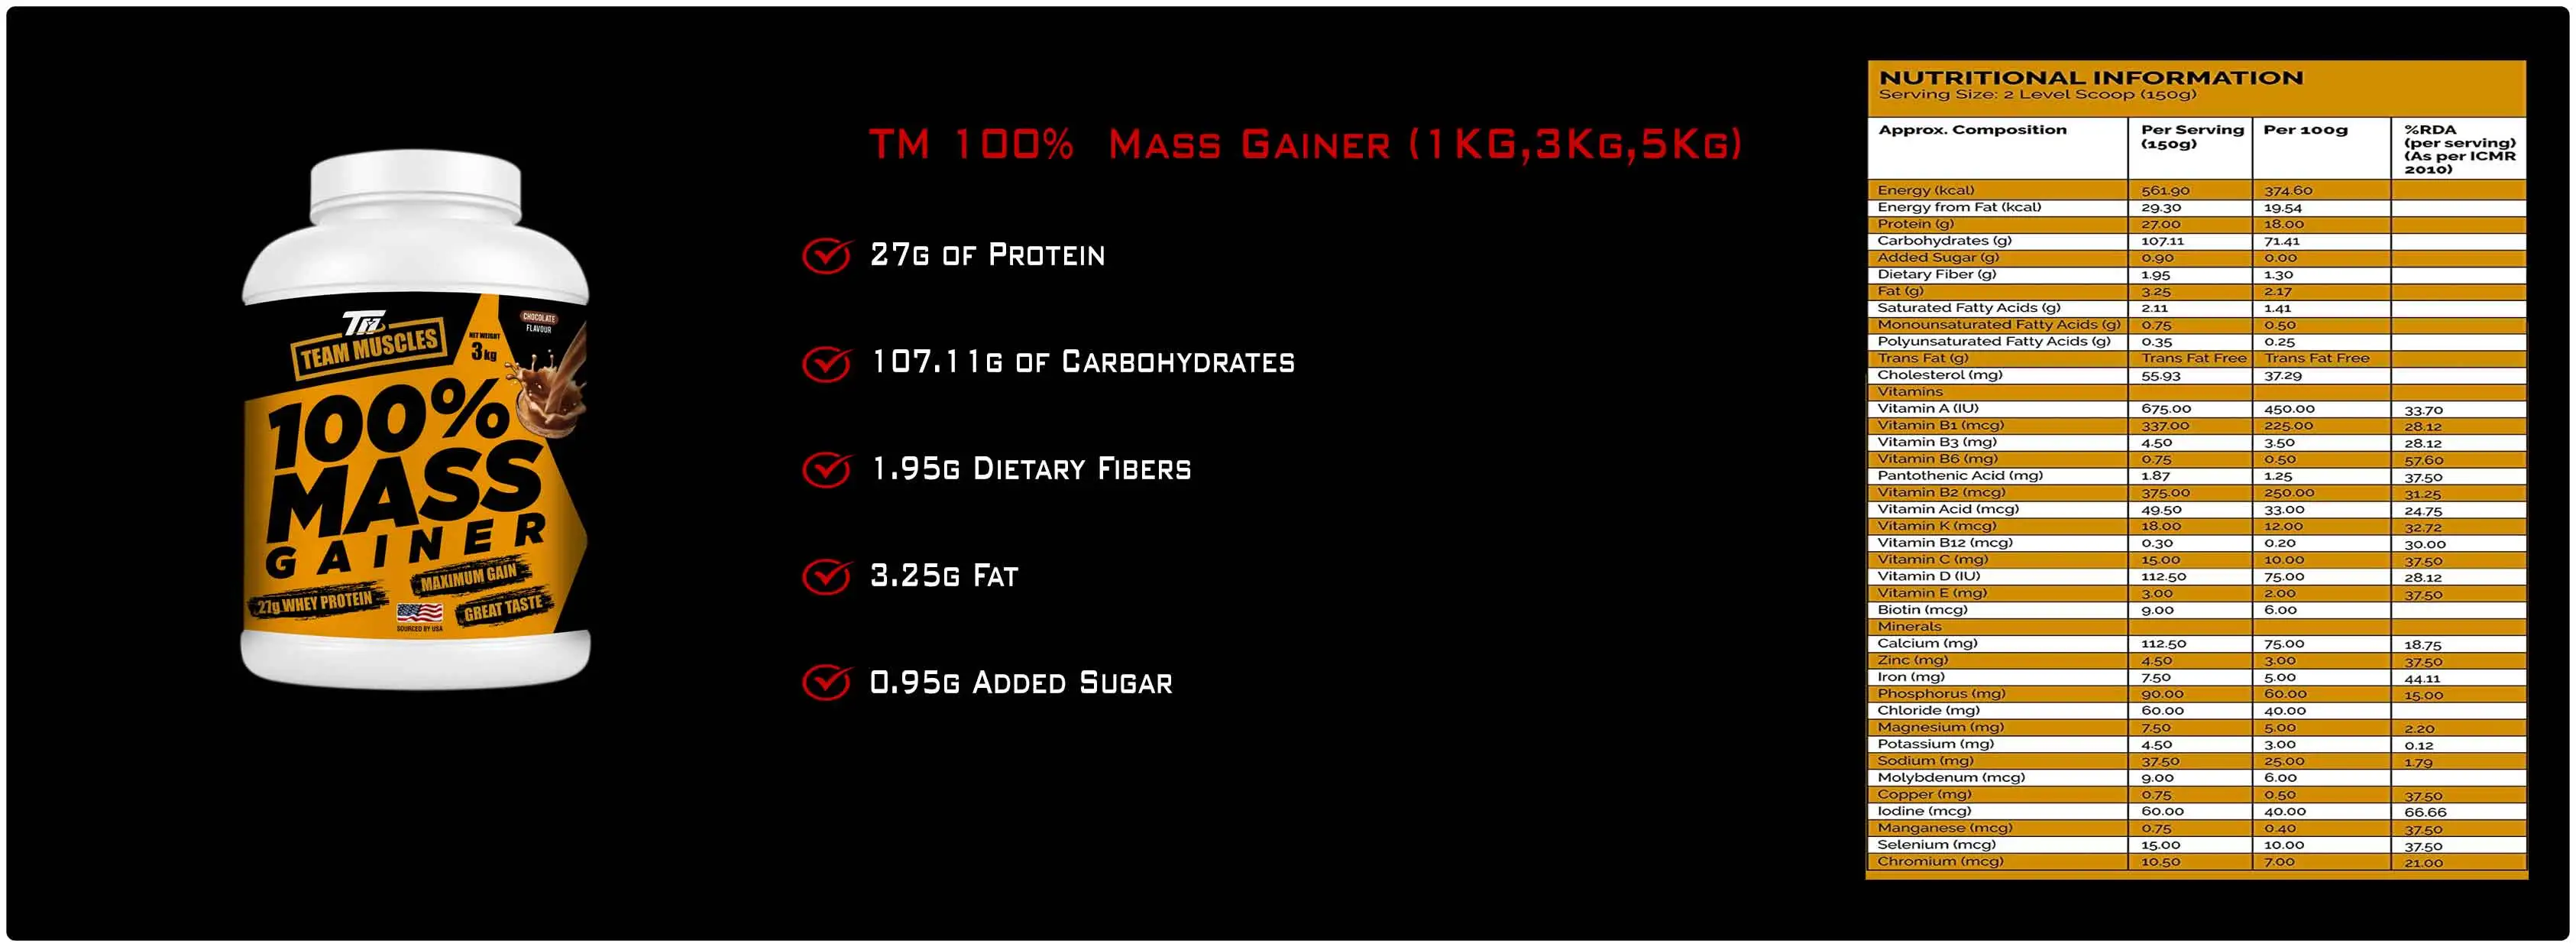 TM
TEAM MUSCLES
NET WEIGHT
3kg
CHOCOLATE
FLAVOUR
100%
MASS
GAINER
27g WHEY PROTEIN
MAXIMUM GAIN
GREAT TASTE
SOURCED BY USA
TM 100% Mass Gainer (1KG,3Kg,5Kg)
27g of Protein
107.11g of Carbohydrates
1.95g Dietary Fibers
3.25g Fat
0.95g Added Sugar
NUTRITIONAL INFORMATION
Serving Size: 2 Level Scoop (150g)
Approx. Composition Per Serving (150g) Per 100g %RDA (per serving) (As per ICMR 2010)
Energy (kcal) 561.90 374.60
Energy from Fat (kcal) 29.30 19.54
Protein (g) 27.00 18.00
Carbohydrates (g) 107.11 71.41
Added Sugar (g) 0.90 0.00
Dietary Fiber (g) 1.95 1.30
Fat (g) 3.25 2.17
Saturated Fatty Acids (g) 2.11 1.41
Monounsaturated Fatty Acids (g) 0.75 0.50
Polyunsaturated Fatty Acids (g) 0.35 0.25
Trans Fat (g) Trans Fat Free Trans Fat Free
Cholesterol (mg) 55.93 37.29
Vitamins
Vitamin A (IU) 675.00 450.00 33.70
Vitamin B1 (mcg) 337.00 225.00 28.12
Vitamin B3 (mg) 4.50 3.50 28.12
Vitamin B6 (mg) 0.75 0.50 57.60
Pantothenic Acid (mg) 1.87 1.25 37.50
Vitamin B2 (mcg) 375.00 250.00 31.25
Vitamin Acid (mcg) 49.50 33.00 24.75
Vitamin K (mcg) 18.00 12.00 32.72
Vitamin B12 (mcg) 0.30 0.20 30.00
Vitamin C (mg) 15.00 10.00 37.50
Vitamin D (IU) 112.50 75.00 28.12
Vitamin E (mg) 3.00 2.00 37.50
Biotin (mcg) 9.00 6.00
Minerals
Calcium (mg) 112.50 75.00 18.75
Zinc (mg) 4.50 3.00 37.50
Iron (mg) 7.50 5.00 44.11
Phosphorus (mg) 90.00 60.00 15.00
Chloride (mg) 60.00 40.00
Magnesium (mg) 7.50 5.00 2.20
Potassium (mg) 4.50 3.00 0.12
Sodium (mg) 37.50 25.00 1.79
Molybdenum (mcg) 9.00 6.00
Copper (mg) 0.75 0.50 37.50
Iodine (mcg) 60.00 40.00 66.66
Manganese (mcg) 0.75 0.40 37.50
Selenium (mcg) 15.00 10.00 37.50
Chromium (mcg) 10.50 7.00 21.00